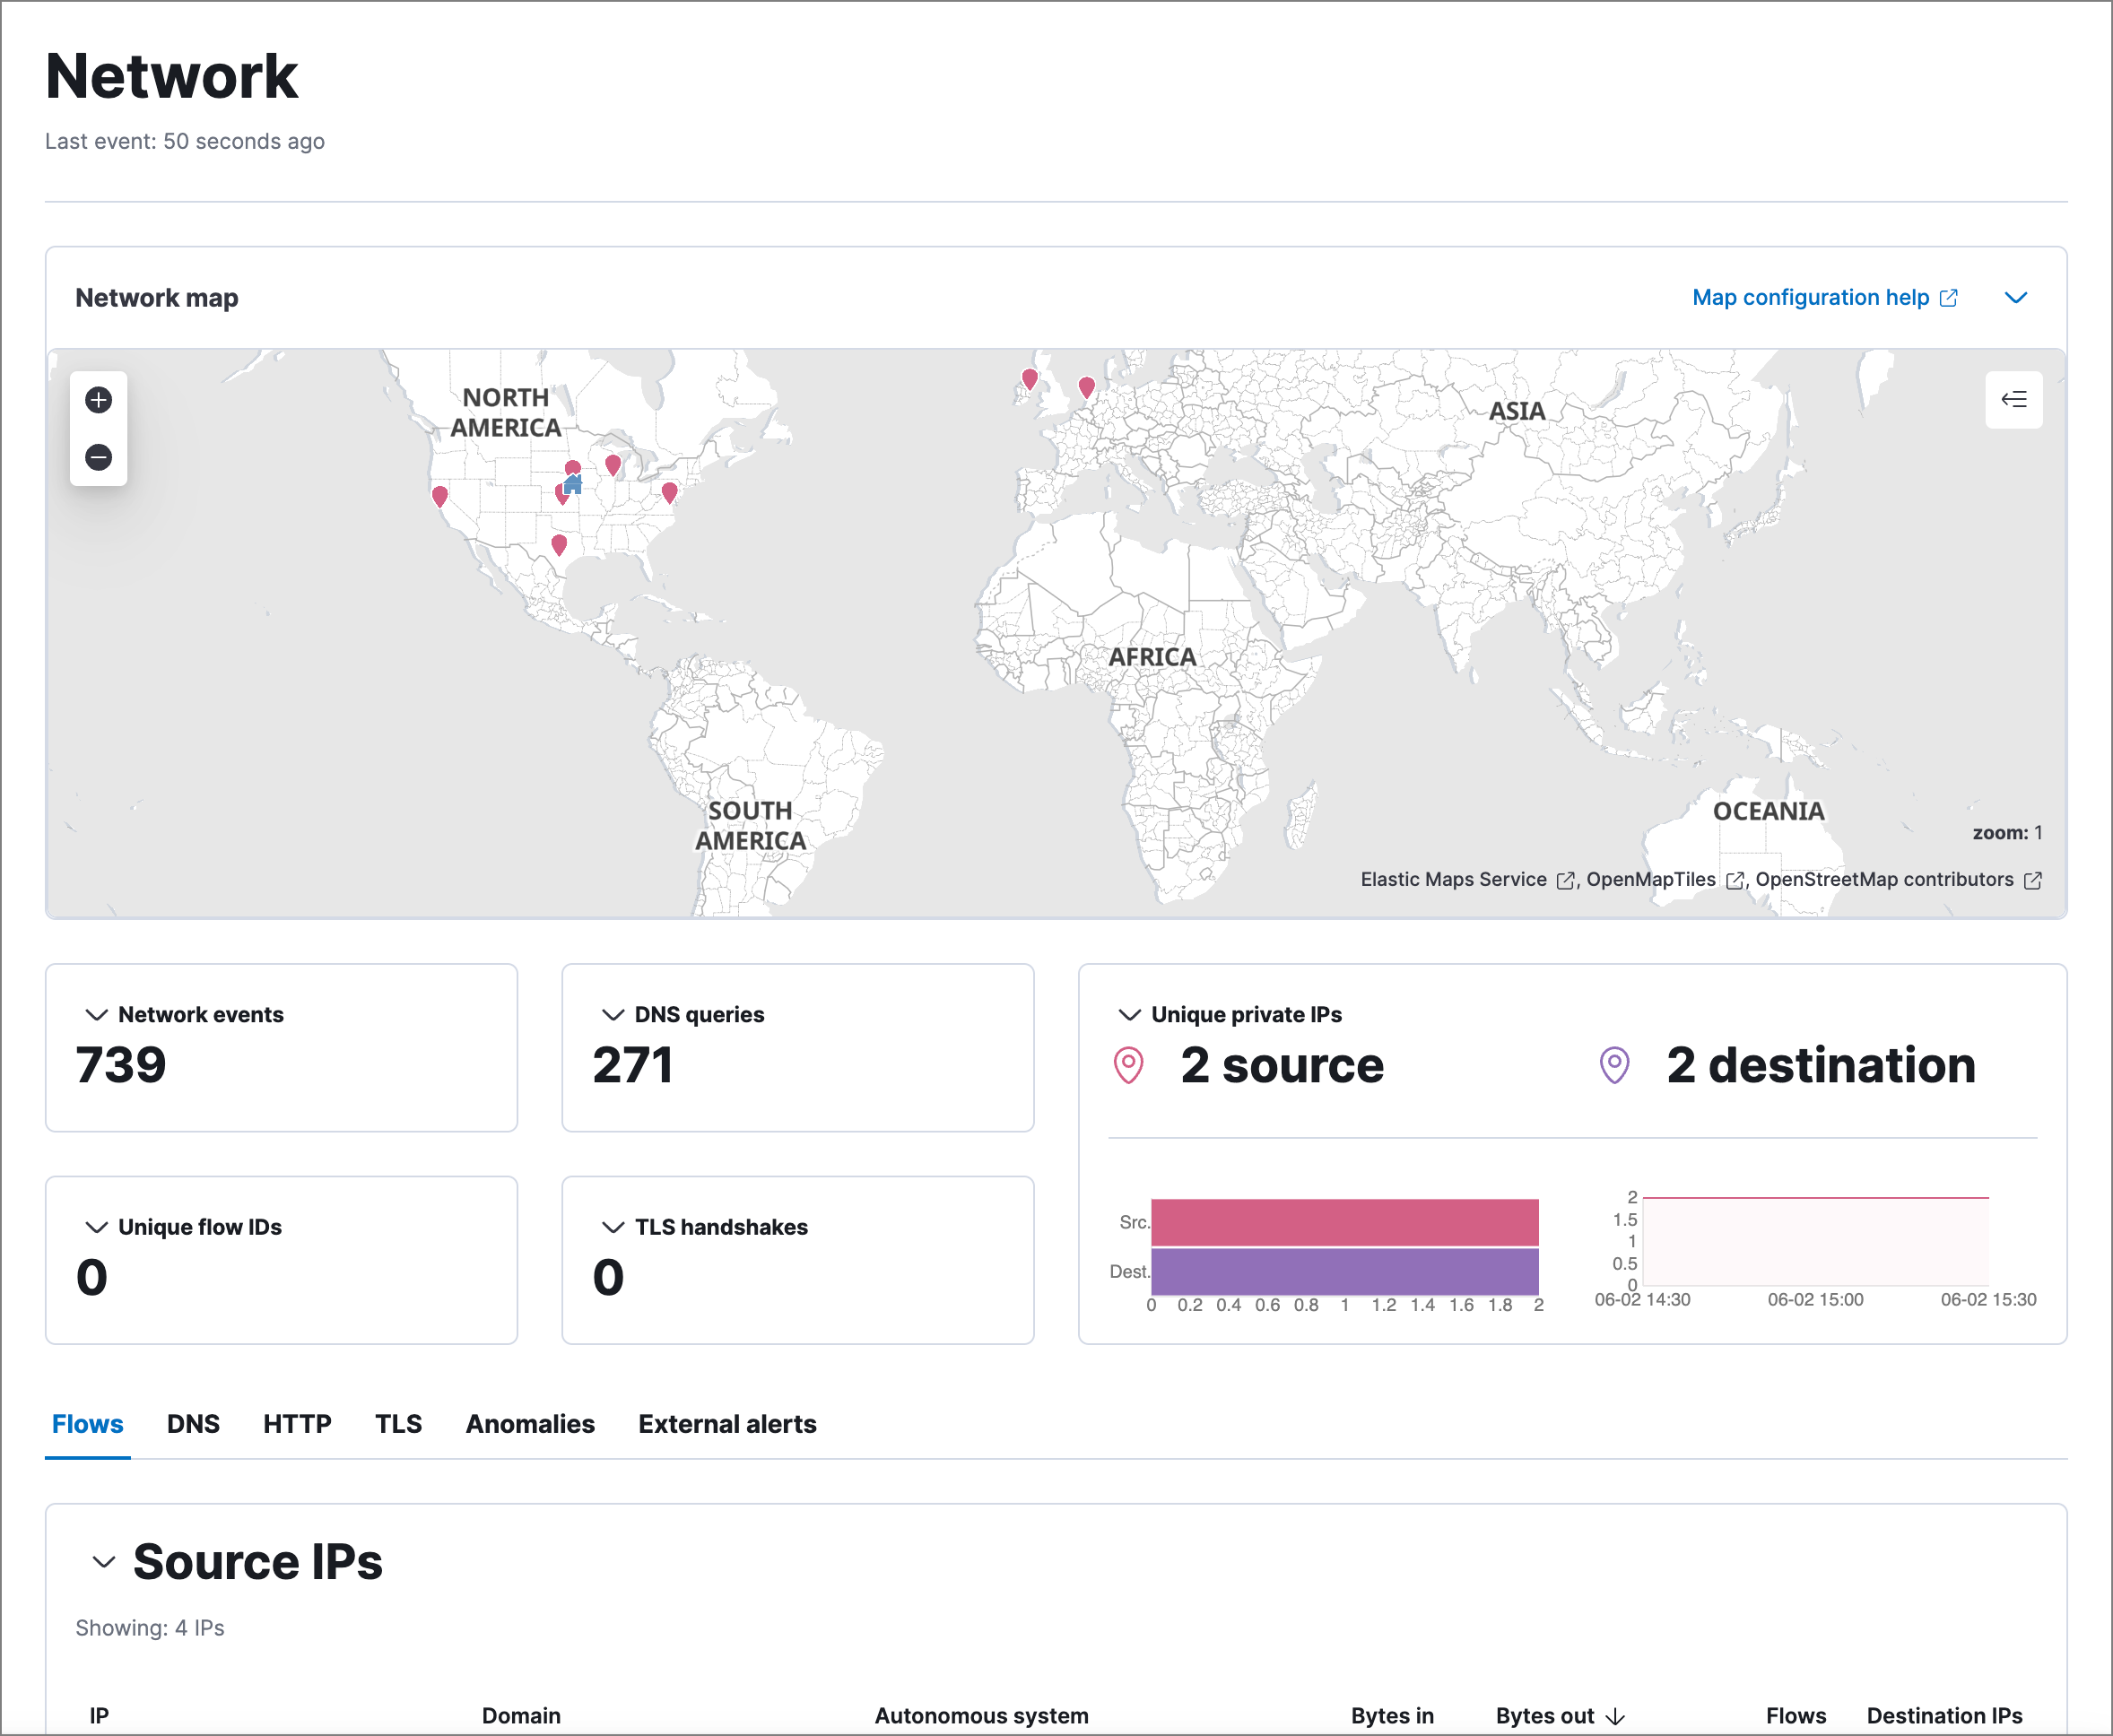 Network
Last event: 50 seconds ago
Network map
Map configuration help
NORTH
AMERICA
ASIA
AFRICA
SOUTH
AMERICA
OCEANIA
zoom: 1
Elastic Maps Service , OpenMapTiles , OpenStreetMap contributors
Network events
739
DNS queries
271
Unique private IPs
2 source
2 destination
Unique flow IDs
0
TLS handshakes
0
Src.
Dest.
0 0.2 0.4 0.6 0.8 1 1.2 1.4 1.6 1.8 2
2
1.5
1
0.5
0
06-02 14:30 06-02 15:00 06-02 15:30
Flows DNS HTTP TLS Anomalies External alerts
Source IPs
Showing: 4 IPs
IP Domain Autonomous system Bytes in Bytes out Flows Destination IPs